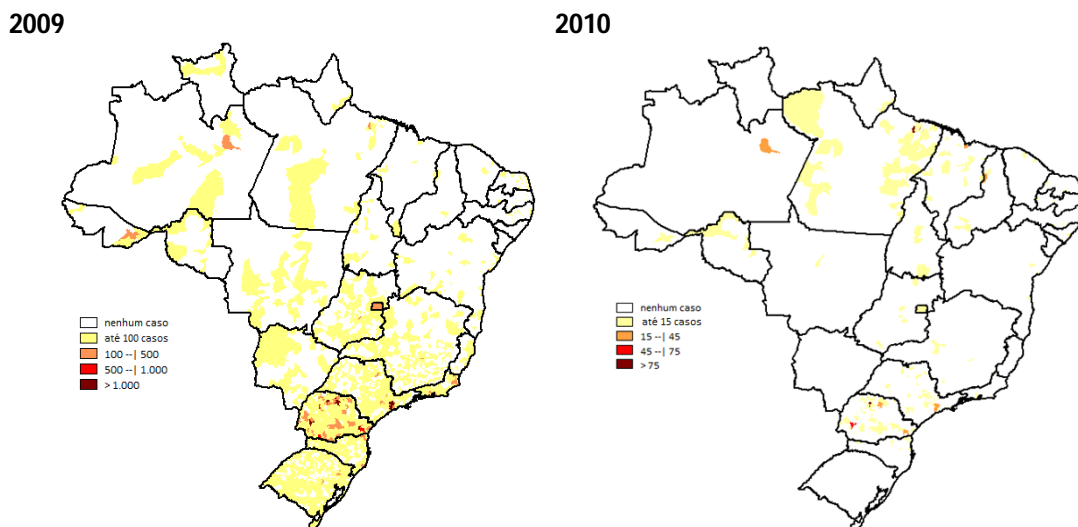 2009
2010
nenhum caso
até 100 casos
100 --| 500
500 --| 1.000
> 1.000
nenhum caso
até 15 casos
15 --| 45
45 --| 75
> 75